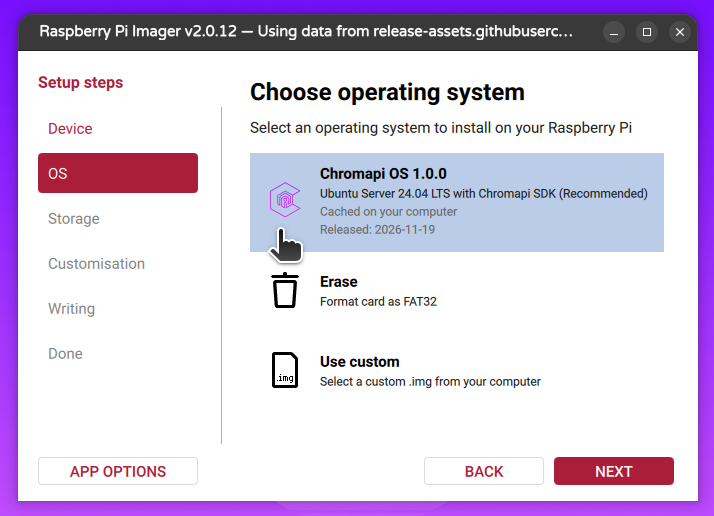 Raspberry Pi Imager v2.0.12 — Using data from release-assets.githubuserc...
Setup steps
Device
OS
Storage
Customisation
Writing
Done
APP OPTIONS
Choose operating system
Select an operating system to install on your Raspberry Pi
Chromapi OS 1.0.0
Ubuntu Server 24.04 LTS with Chromapi SDK (Recommended)
Cached on your computer
Released: 2026-11-19
Erase
Format card as FAT32
.img
Use custom
Select a custom .img from your computer
BACK
NEXT